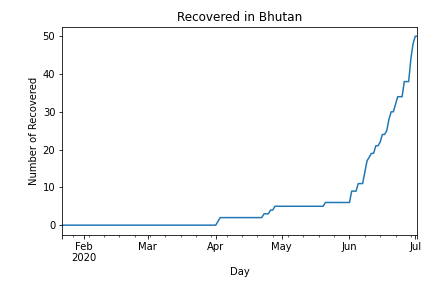 Recovered in Bhutan
Number of Recovered
50
40
30
20
10
0
Feb
2020
Mar
Apr
May
Jun
Jul
Day